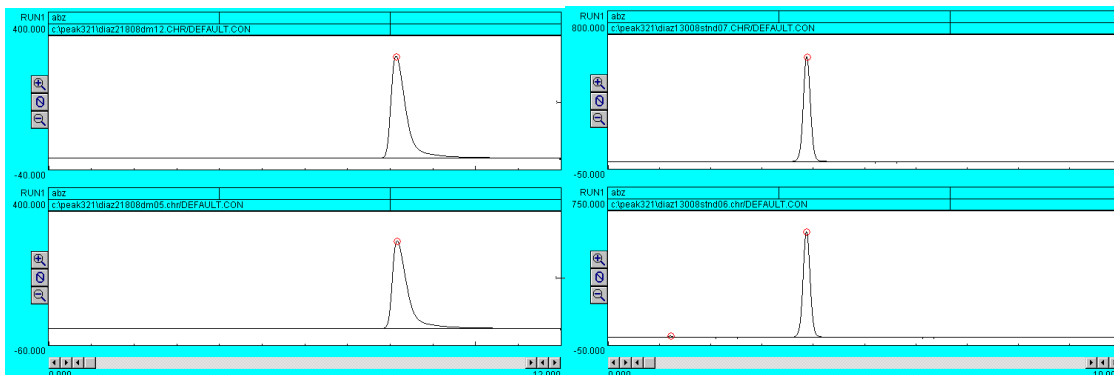 RUN1 abz
400.000 c:\peak321\diaz21808dm12.CHR/DEFAULT.CON
-40.000
RUN1 abz
400.000 c:\peak321\diaz21808dm05.chr/DEFAULT.CON
-60.000
0.000 12.000
RUN1 abz
800.000 c:\peak321\diaz13008stnd07.CHR/DEFAULT.CON
-50.000
RUN1 abz
750.000 c:\peak321\diaz13008stnd06.chr/DEFAULT.CON
-50.000
0.000 10.000